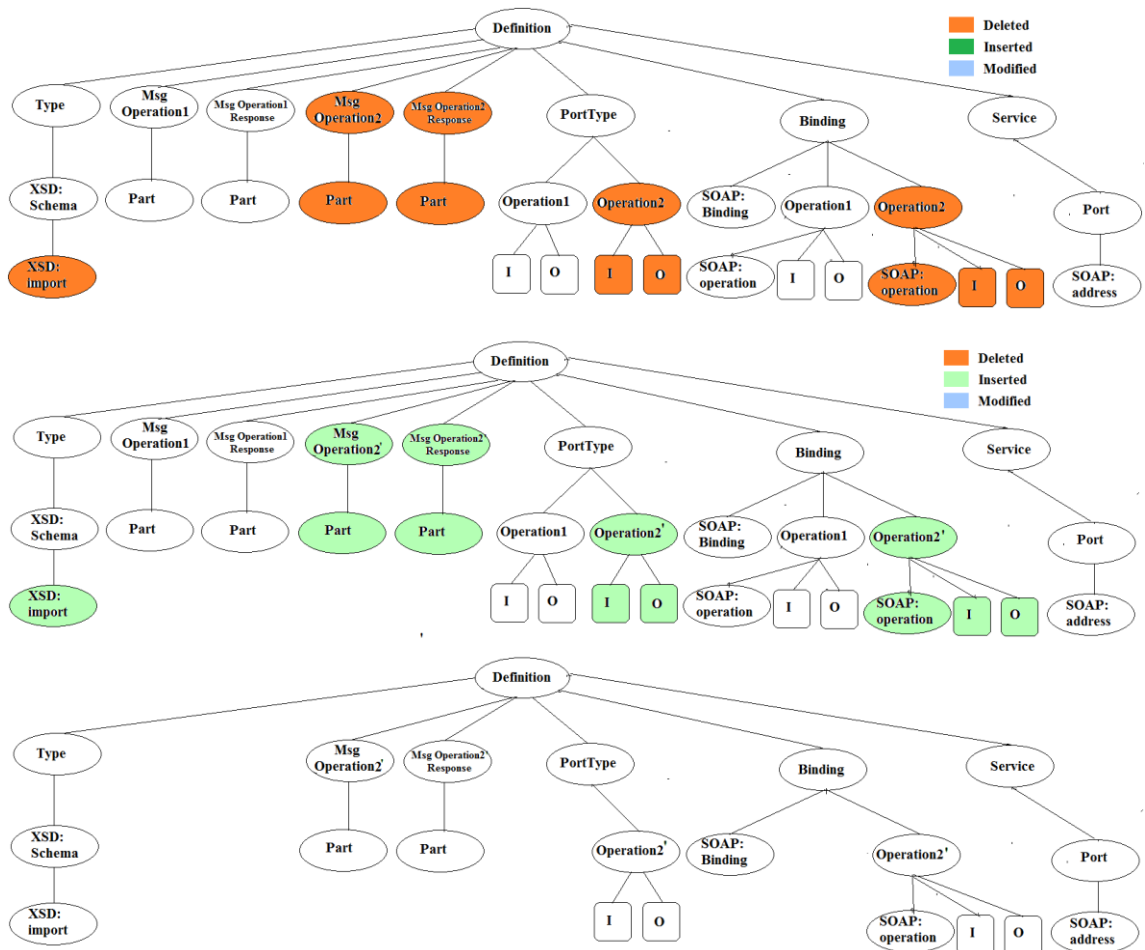 Definition
Deleted
Inserted
Modified
Type
Msg
Operation1
Msg Operation1
Response
Msg
Operation2
Msg Operation2
Response
PortType
Binding
Service
XSD:
Schema
Part
Part
Part
Part
Operation1
Operation2
SOAP:
Binding
Operation1
Operation2
Port
XSD:
import
I
O
I
O
SOAP:
operation
I
O
SOAP:
operation
I
O
SOAP:
address
Definition
Deleted
Inserted
Modified
Type
Msg
Operation1
Msg Operation1
Response
Msg
Operation2'
Msg Operation2'
Response
PortType
Binding
Service
XSD:
Schema
Part
Part
Part
Part
Operation1
Operation2'
SOAP:
Binding
Operation1
Operation2'
Port
XSD:
import
I
O
I
O
SOAP:
operation
I
O
SOAP:
operation
I
O
SOAP:
address
Definition
Type
Msg
Operation2'
Msg Operation2'
Response
PortType
Binding
Service
XSD:
Schema
Part
Part
Operation2'
SOAP:
Binding
Operation2'
Port
XSD:
import
I
O
SOAP:
operation
I
O
SOAP:
address